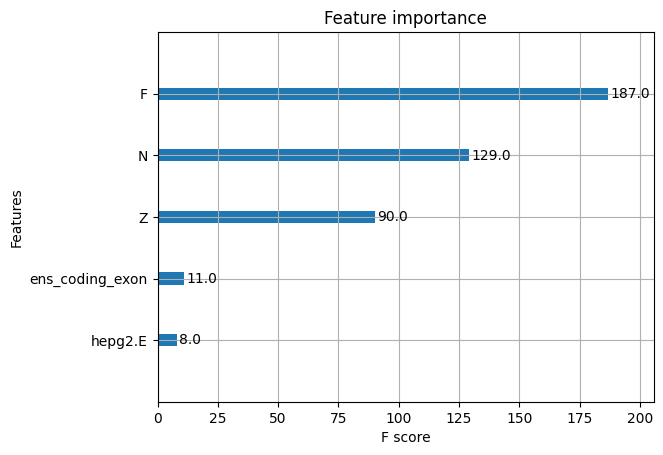 Feature importance
Features
F
187.0
N
129.0
Z
90.0
ens_coding_exon
11.0
hepg2.E
8.0
0 25 50 75 100 125 150 175 200
F score